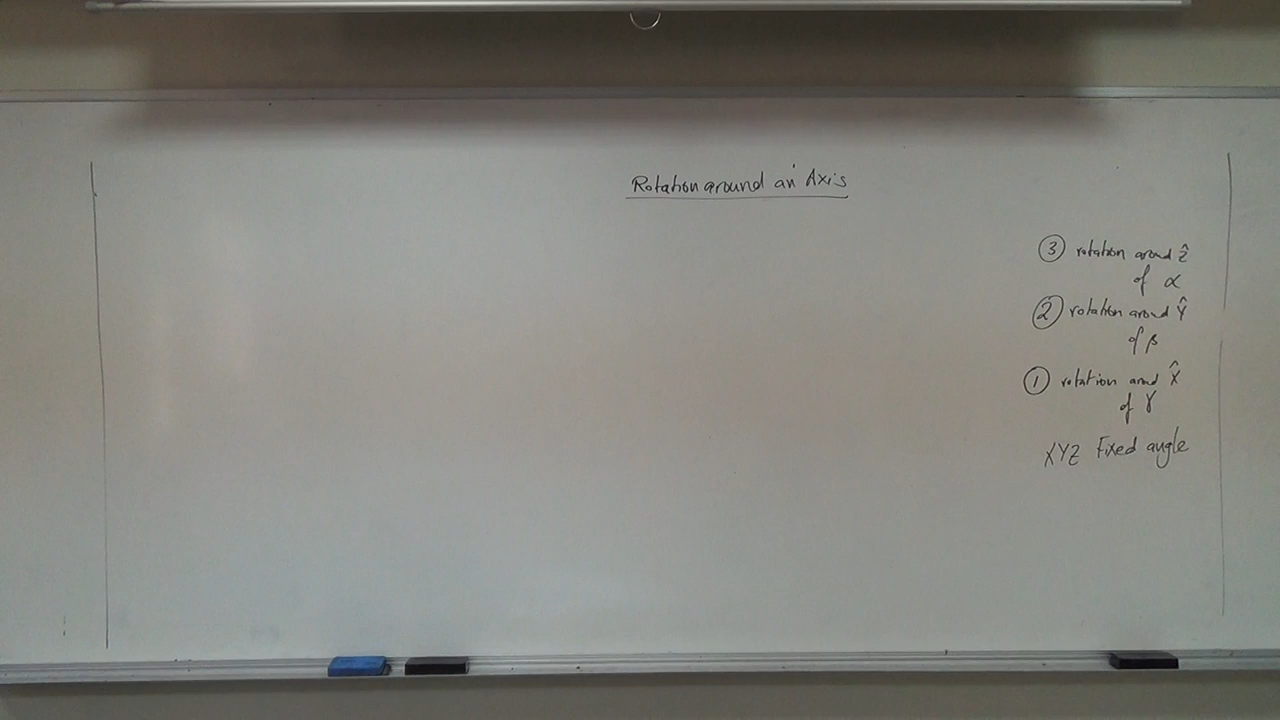 Rotation around an Axis
③ rotation around ẑ
of α
② rotation around Ŷ
of β
① rotation around X̂
of γ
XYZ Fixed angle